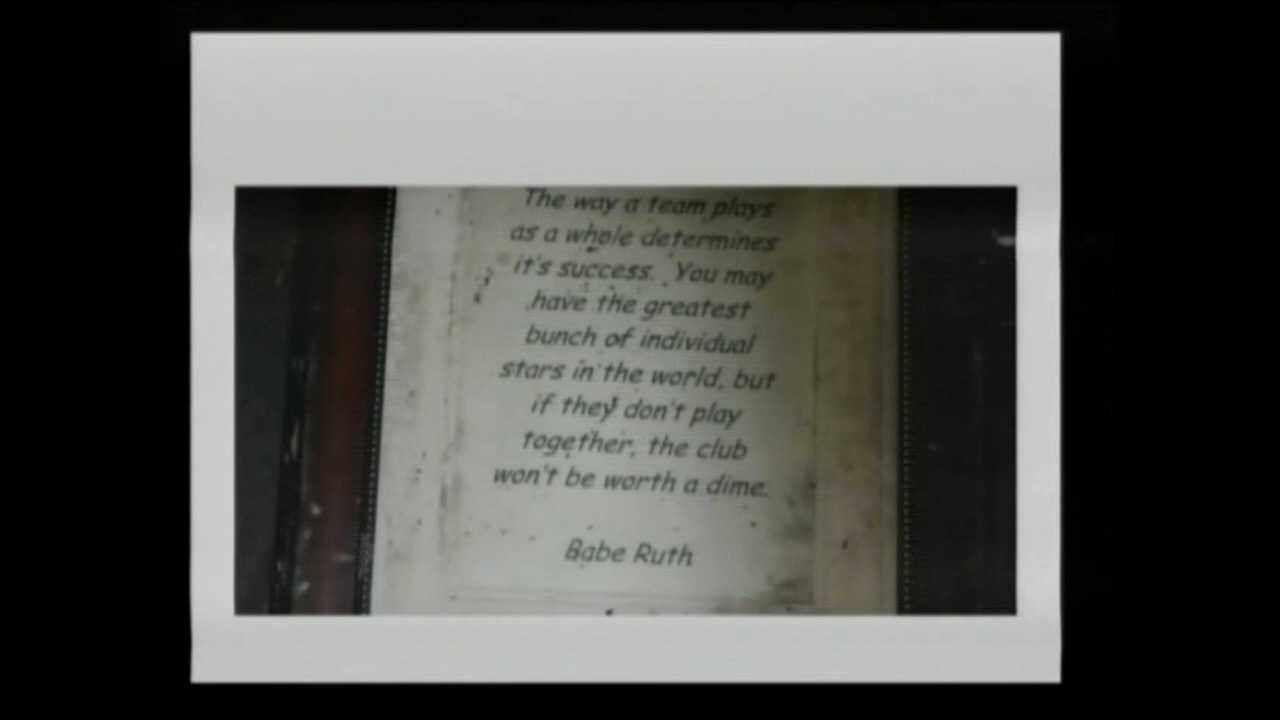 The way a team plays
as a whole determines
it's success. You may
have the greatest
bunch of individual
stars in the world, but
if they don't play
together, the club
won't be worth a dime.
Babe Ruth